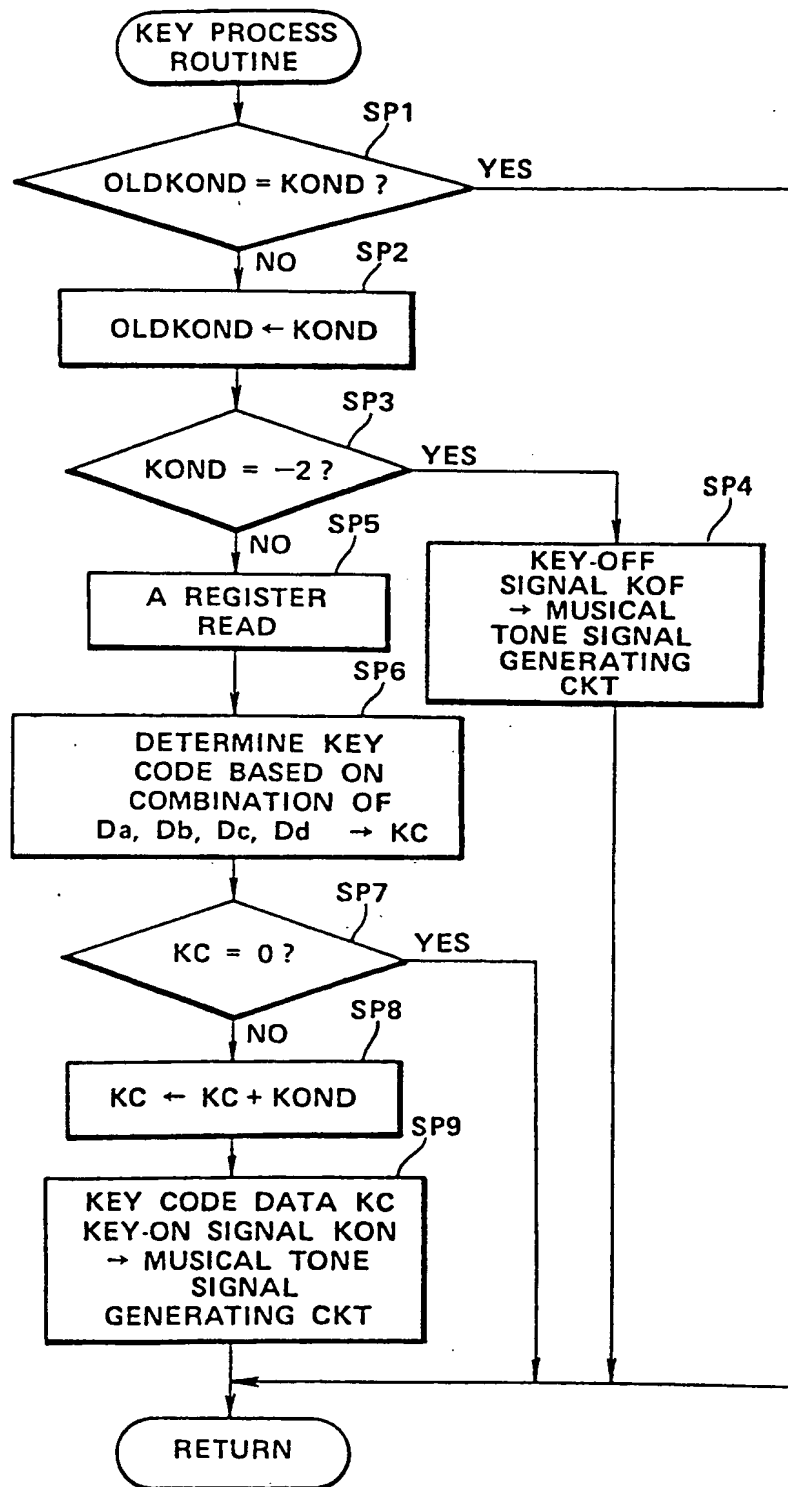 KEY PROCESS
ROUTINE
SP1
OLDKOND = KOND ?
YES
NO
SP2
OLDKOND ← KOND
SP3
KOND = −2 ?
YES
NO
SP4
KEY-OFF
SIGNAL KOF
→ MUSICAL
TONE SIGNAL
GENERATING
CKT
SP5
A REGISTER
READ
SP6
DETERMINE KEY
CODE BASED ON
COMBINATION OF
Da, Db, Dc, Dd → KC
SP7
KC = 0 ?
YES
NO
SP8
KC ← KC + KOND
SP9
KEY CODE DATA KC
KEY-ON SIGNAL KON
→ MUSICAL TONE
SIGNAL
GENERATING CKT
RETURN